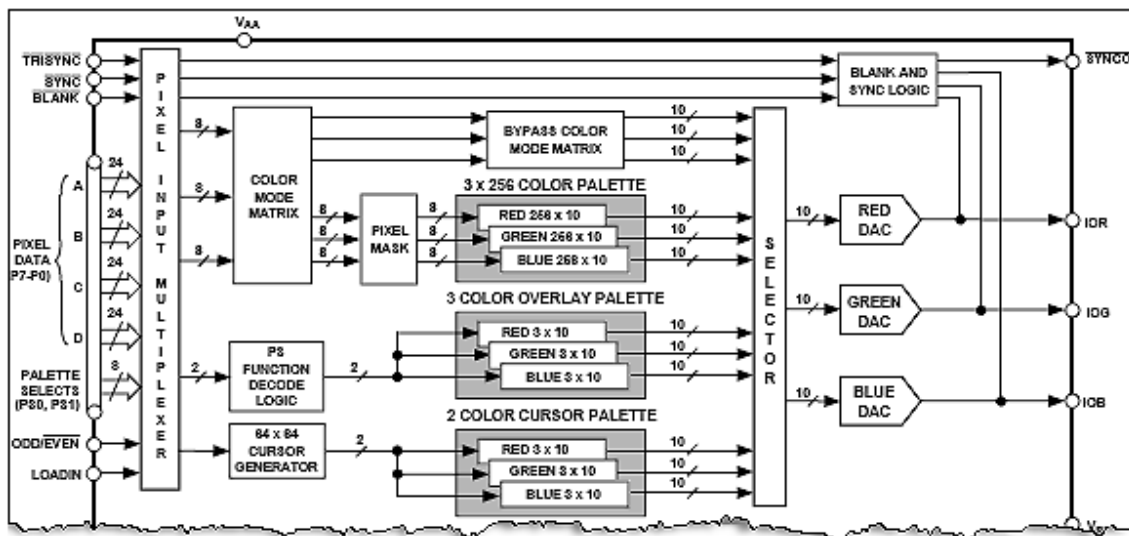 VAA
TRISYNC
SYNC
BLANK
24
A
24
B
24
C
24
D
PIXEL
DATA
P7-P0)
8
PALETTE
SELECTS
(PS0, PS1)
ODD/EVEN
LOADIN
PIXEL INPUT MULTIPLEXER
8
8
8
2
COLOR
MODE
MATRIX
8
8
8
PIXEL
MASK
8
8
8
BYPASS COLOR
MODE MATRIX
10
10
10
3 x 256 COLOR PALETTE
RED 256 x 10
GREEN 256 x 10
BLUE 256 x 10
10
10
10
3 COLOR OVERLAY PALETTE
PS
FUNCTION
DECODE
LOGIC
2
RED 3 x 10
GREEN 3 x 10
BLUE 3 x 10
10
10
10
2 COLOR CURSOR PALETTE
64 x 64
CURSOR
GENERATOR
2
RED 3 x 10
GREEN 3 x 10
BLUE 3 x 10
10
10
10
SELECTOR
BLANK AND
SYNC LOGIC
10
RED
DAC
10
GREEN
DAC
10
BLUE
DAC
SYNCO
IOR
IOG
IOB